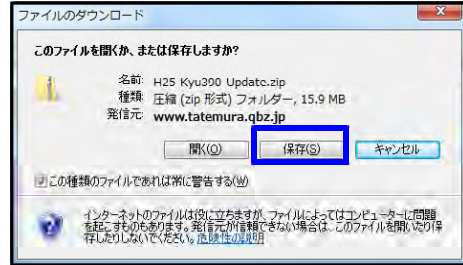 ファイルのダウンロード
このファイルを開くか、または保存しますか?
名前: H25 Kyu390 Update.zip
種類: 圧縮 (zip 形式) フォルダー, 15.9 MB
発信元: www.tatemura.qbz.jp
開く(O) 保存(S) キャンセル
この種類のファイルであれば常に警告する(W)
インターネットのファイルは役に立ちますが、ファイルによってはコンピューターに問題
を起こすものもあります。発信元が信頼できない場合は、このファイルを開いたり保
存したりしないでください。危険性の説明